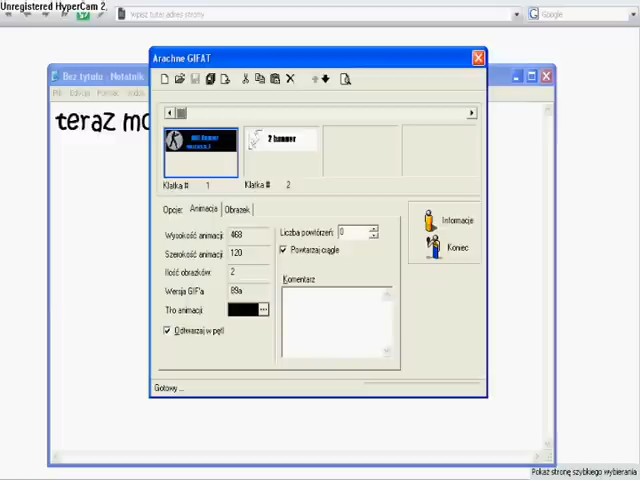 Unregistered HyperCam 2
Wpisz tutaj adres strony
Google
Arachne GIFAT
Bez tytułu - Notatnik
Plik Edycja Format Widok
teraz mo
2 banner
Klatka # 1
Klatka # 2
Opcje: Animacja Obrazek
Wysokość animacji 468
Szerokość animacji 120
Ilość obrazków: 2
Wersja GIF'a 89a
Tło animacji: ...
Odtwarzaj w pętli
Liczba powtórzeń: 0
Powtarzaj ciągle
Komentarz
Informacje
Koniec
Gotowy ...
Pokaż stronę szybkiego wybierania